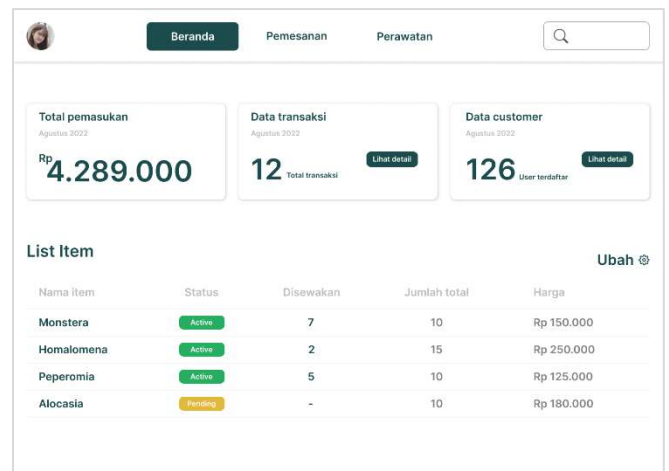 Beranda Pemesanan Perawatan
Total pemasukan
Agustus 2022
Rp 4.289.000
Data transaksi
Agustus 2022
12 Total transaksi
Lihat detail
Data customer
Agustus 2022
126 User terdaftar
Lihat detail
List Item
Ubah
Nama item Status Disewakan Jumlah total Harga
Monstera Active 7 10 Rp 150.000
Homalomena Active 2 15 Rp 250.000
Peperomia Active 5 10 Rp 125.000
Alocasia Pending - 10 Rp 180.000